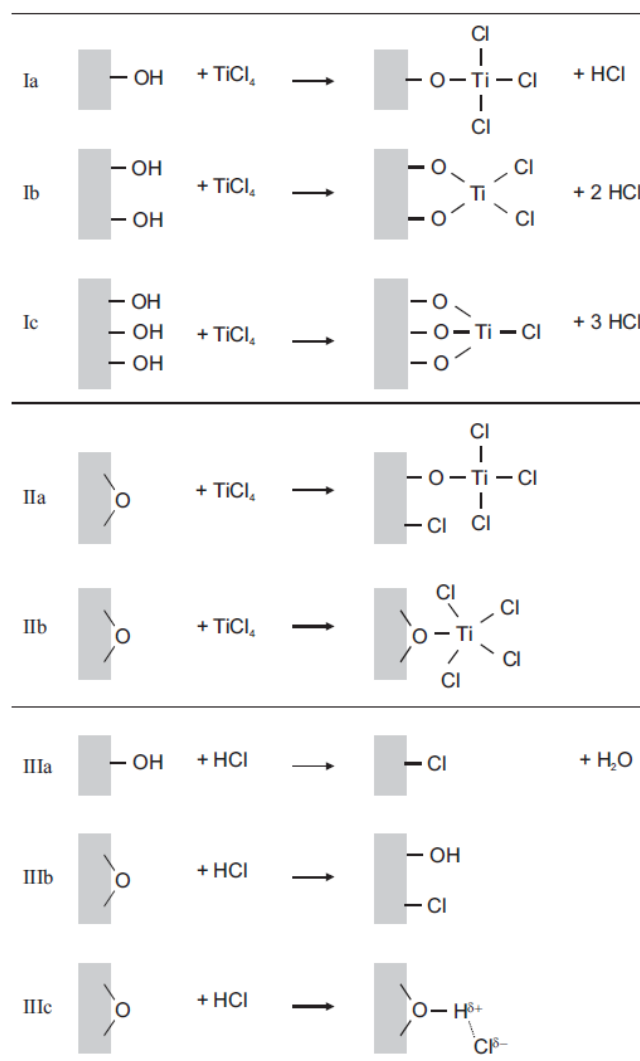 Cl
Ia OH + TiCl₄ O Ti Cl + HCl
Cl
OH O Cl
Ib + TiCl₄ Ti + 2 HCl
OH O Cl
OH O
Ic OH + TiCl₄ O Ti Cl + 3 HCl
OH O
Cl
IIa O + TiCl₄ O Ti Cl
Cl Cl
Cl Cl
IIb O + TiCl₄ O Ti
Cl Cl
IIIa OH + HCl Cl + H₂O
OH
IIIb O + HCl
Cl
IIIc O + HCl O H^δ+
Cl^δ−